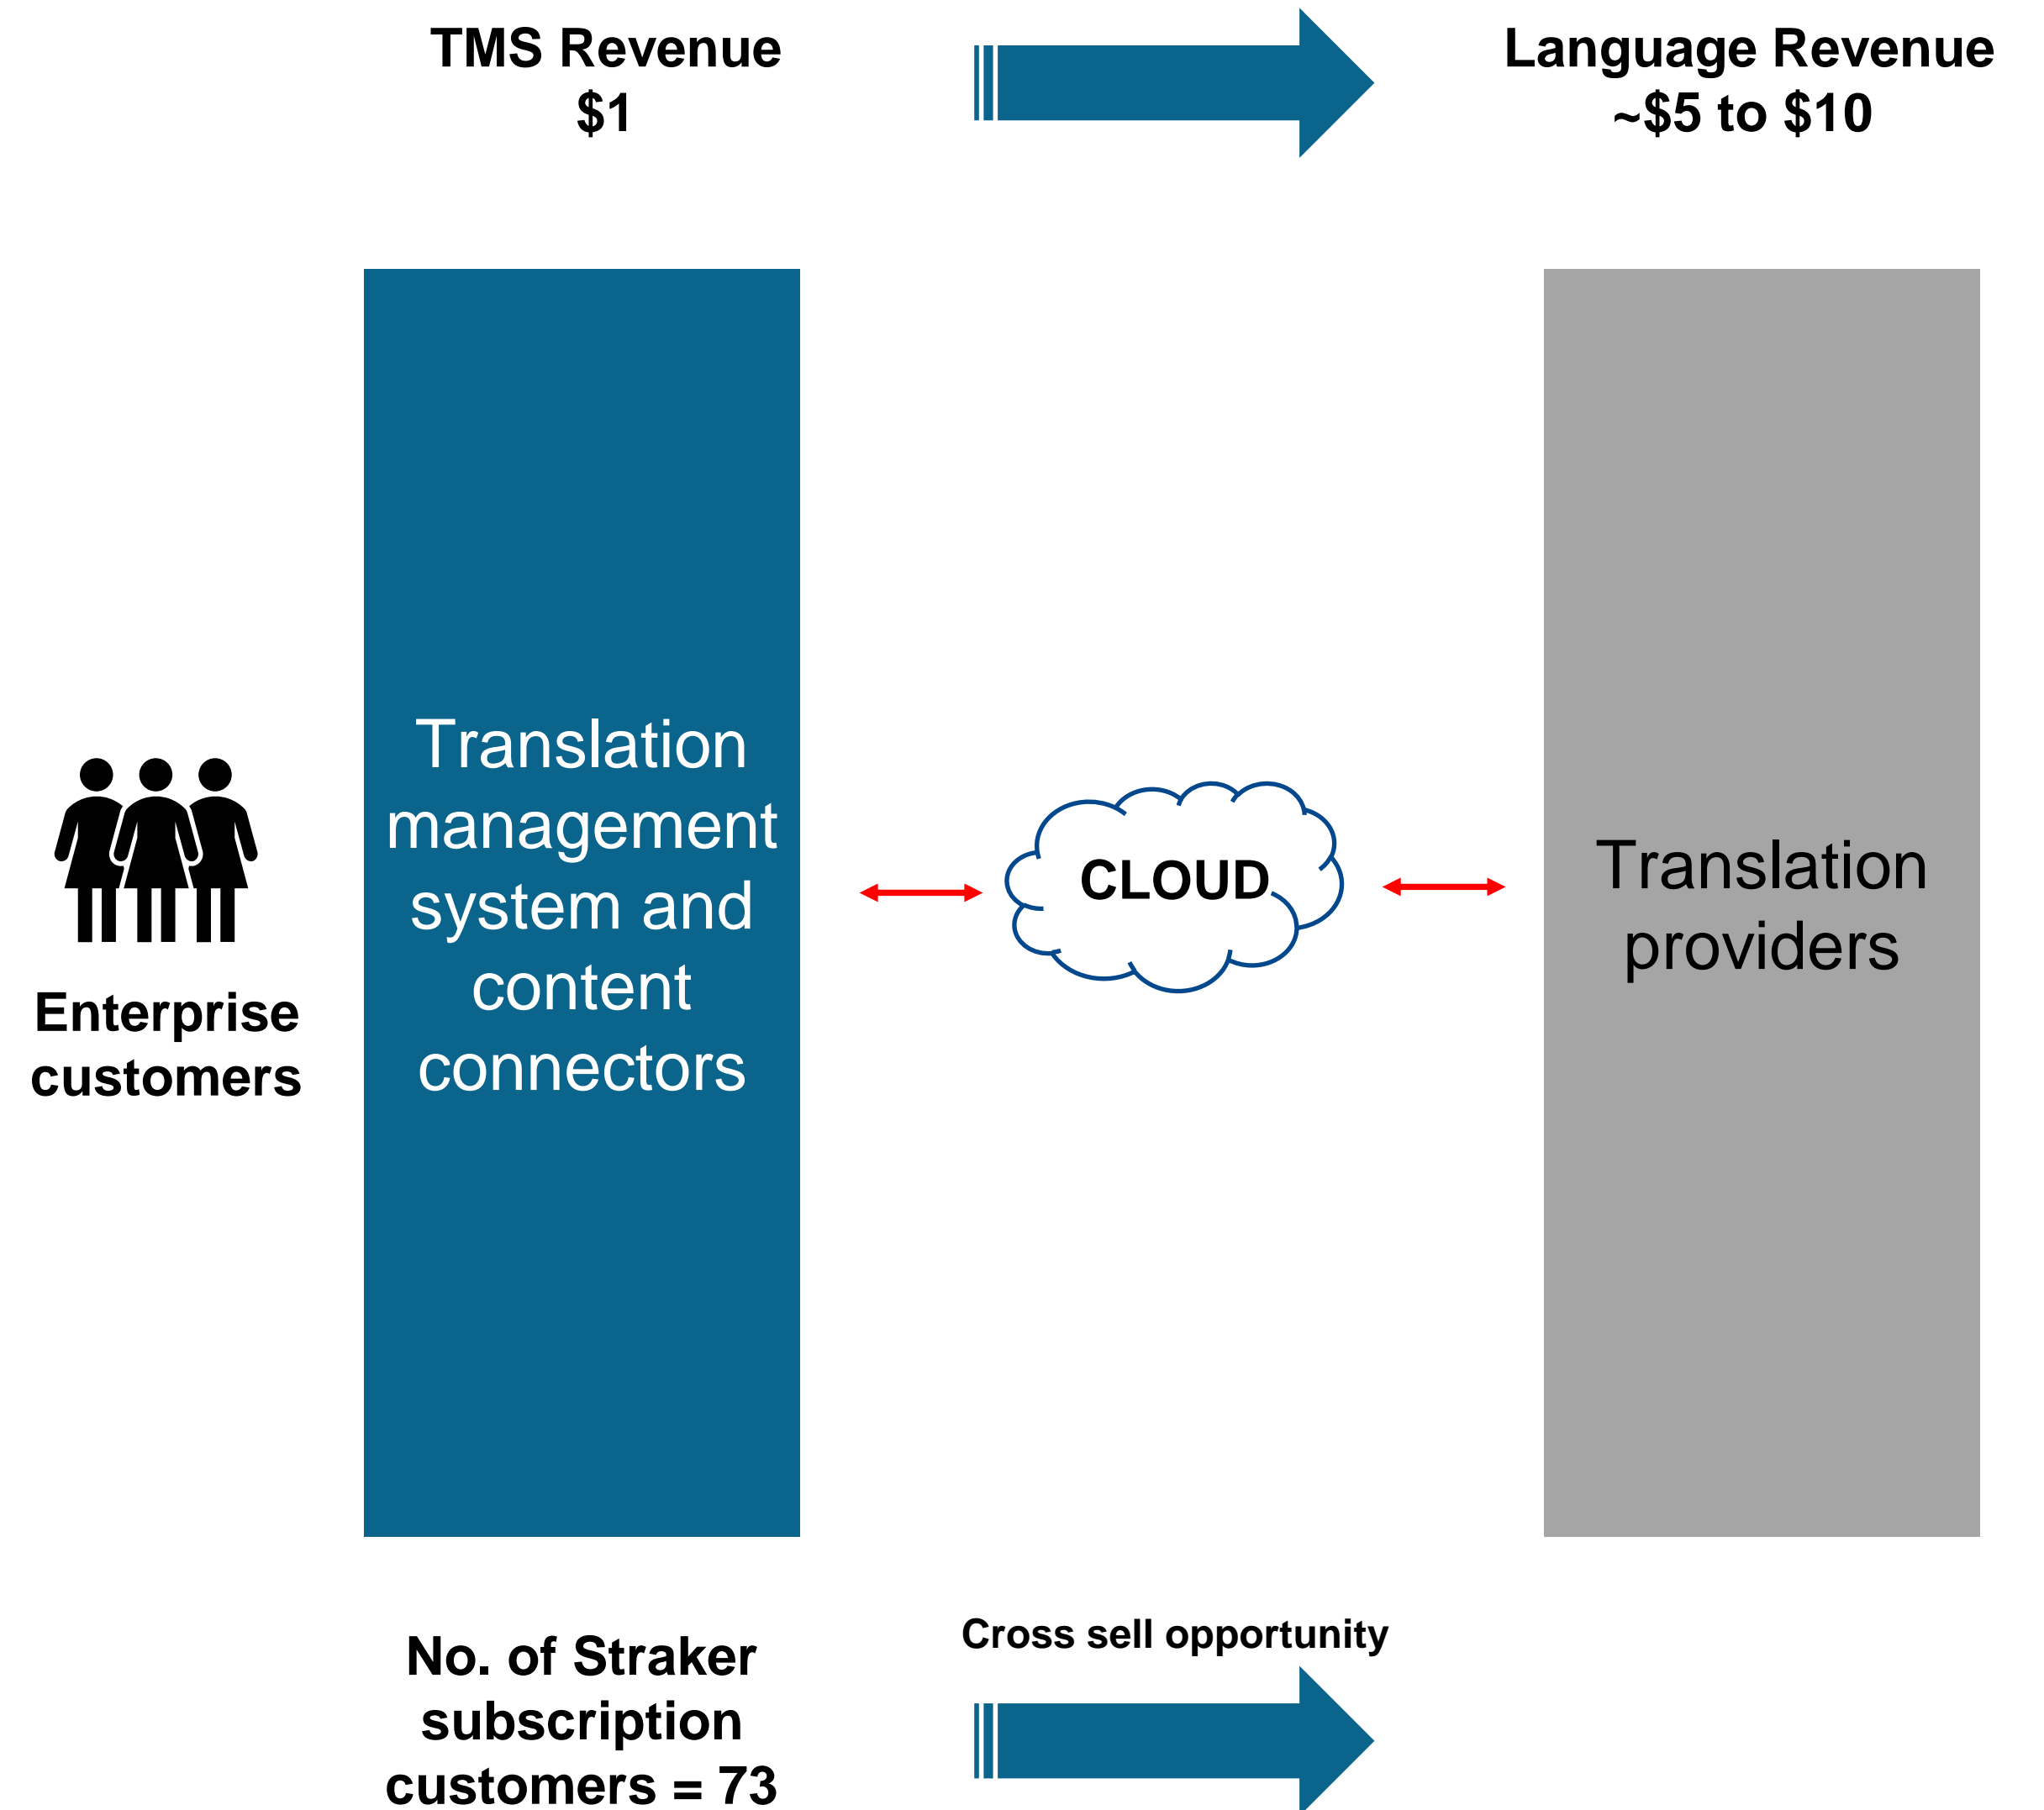 TMS Revenue
$1
Language Revenue
~$5 to $10
Translation
management
system and
content
connectors
CLOUD
Translation
providers
Enterprise
customers
No. of Straker
subscription
customers = 73
Cross sell opportunity